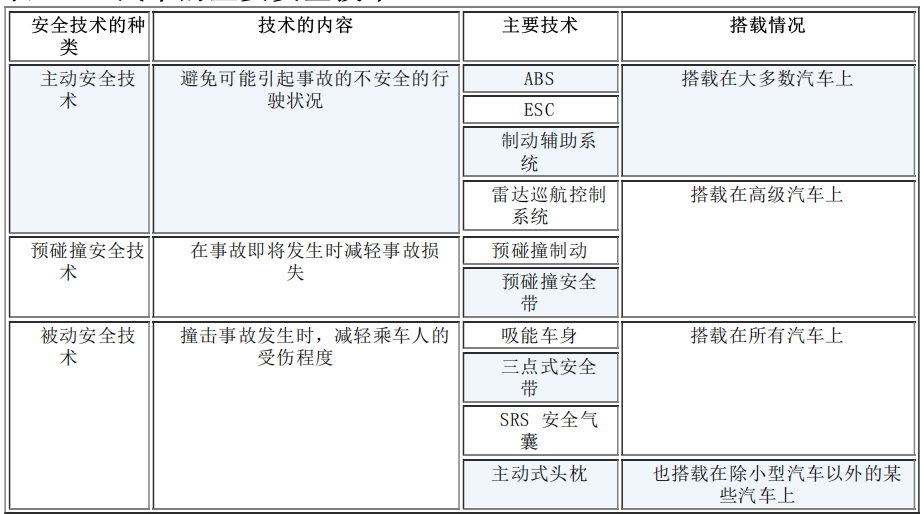 安全技术的种
类
技术的内容
主要技术
搭载情况
主动安全技
术
避免可能引起事故的不安全的行
驶状况
ABS
搭载在大多数汽车上
ESC
制动辅助系
统
雷达巡航控制
系统
搭载在高级汽车上
预碰撞安全技
术
在事故即将发生时减轻事故损
失
预碰撞制动
预碰撞安全
带
被动安全技
术
撞击事故发生时，减轻乘车人的
受伤程度
吸能车身
搭载在所有汽车上
三点式安全
带
SRS 安全气
囊
主动式头枕
也搭载在除小型汽车以外的某
些汽车上